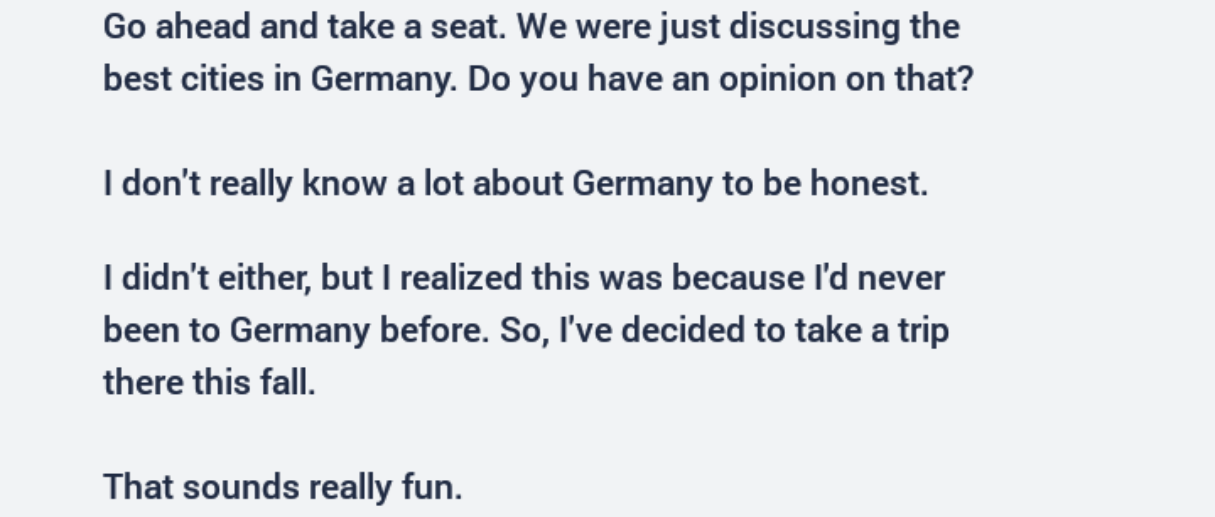 Go ahead and take a seat. We were just discussing the
best cities in Germany. Do you have an opinion on that?
I don't really know a lot about Germany to be honest.
I didn't either, but I realized this was because I'd never
been to Germany before. So, I've decided to take a trip
there this fall.
That sounds really fun.